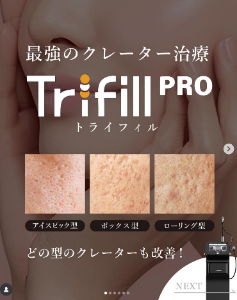 最強のクレーター治療
Trifill PRO
トライフィル
アイスピック型
ボックス型
ローリング型
どの型のクレーターも改善!
NEXT